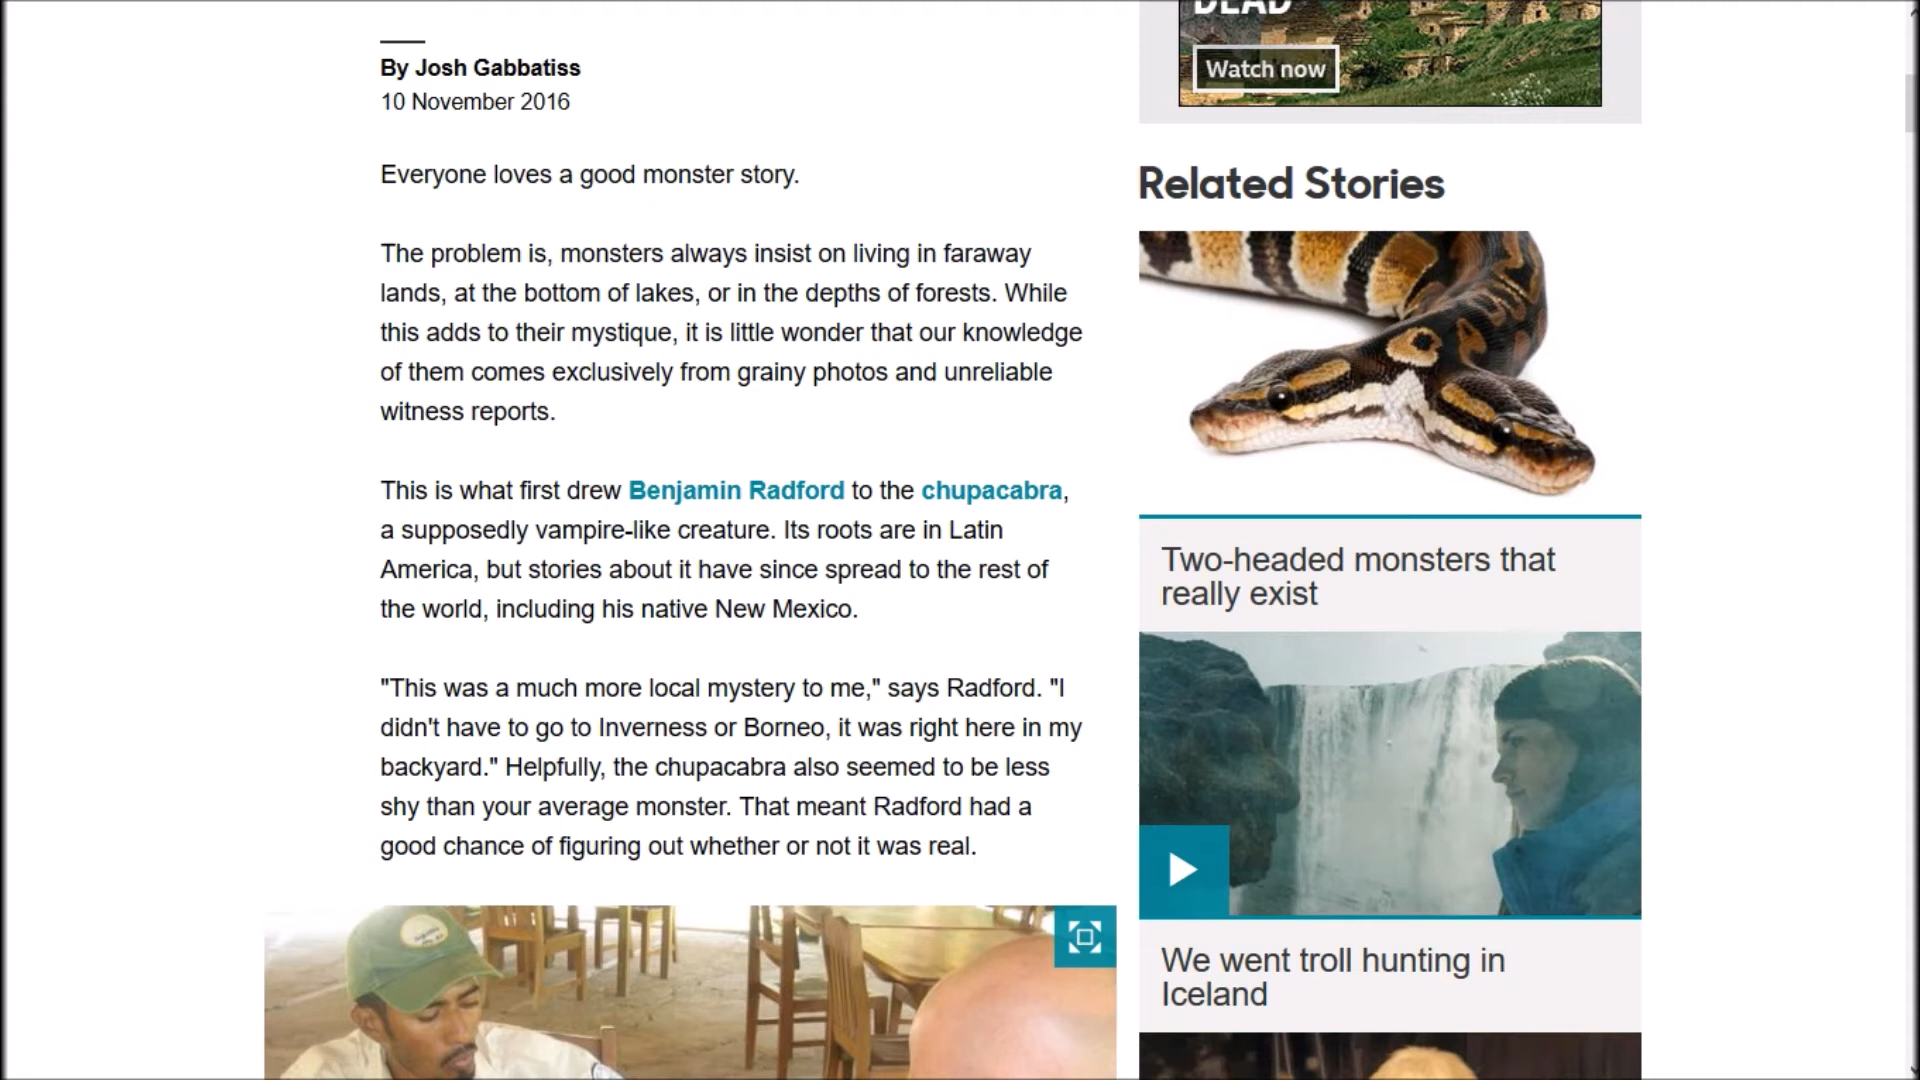 By Josh Gabbatiss
10 November 2016
Everyone loves a good monster story.
The problem is, monsters always insist on living in faraway
lands, at the bottom of lakes, or in the depths of forests. While
this adds to their mystique, it is little wonder that our knowledge
of them comes exclusively from grainy photos and unreliable
witness reports.
This is what first drew Benjamin Radford to the chupacabra,
a supposedly vampire-like creature. Its roots are in Latin
America, but stories about it have since spread to the rest of
the world, including his native New Mexico.
"This was a much more local mystery to me," says Radford. "I
didn't have to go to Inverness or Borneo, it was right here in my
backyard." Helpfully, the chupacabra also seemed to be less
shy than your average monster. That meant Radford had a
good chance of figuring out whether or not it was real.
DEAD
Watch now
Related Stories
Two-headed monsters that
really exist
We went troll hunting in
Iceland